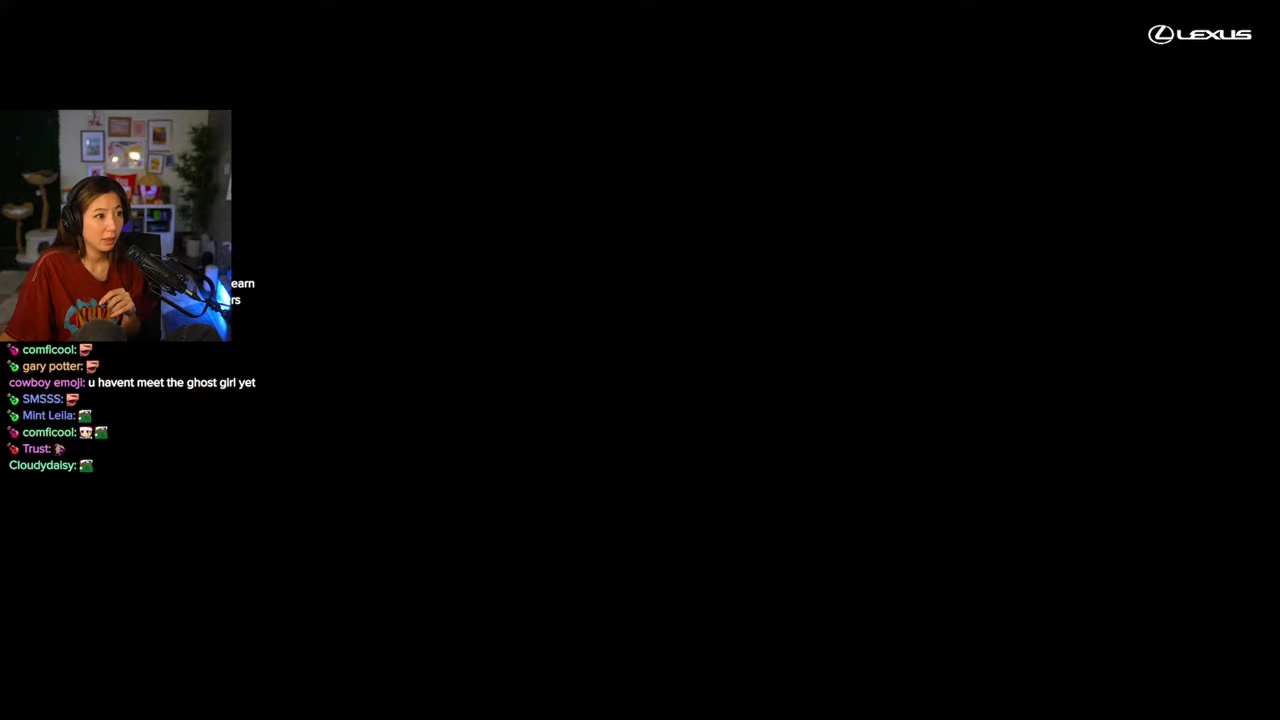 LEXUS
earn
rs
comficool:
gary potter:
cowboy emoji: u havent meet the ghost girl yet
SMSSS:
Mint Leila:
comficool:
Trust:
Cloudydaisy: